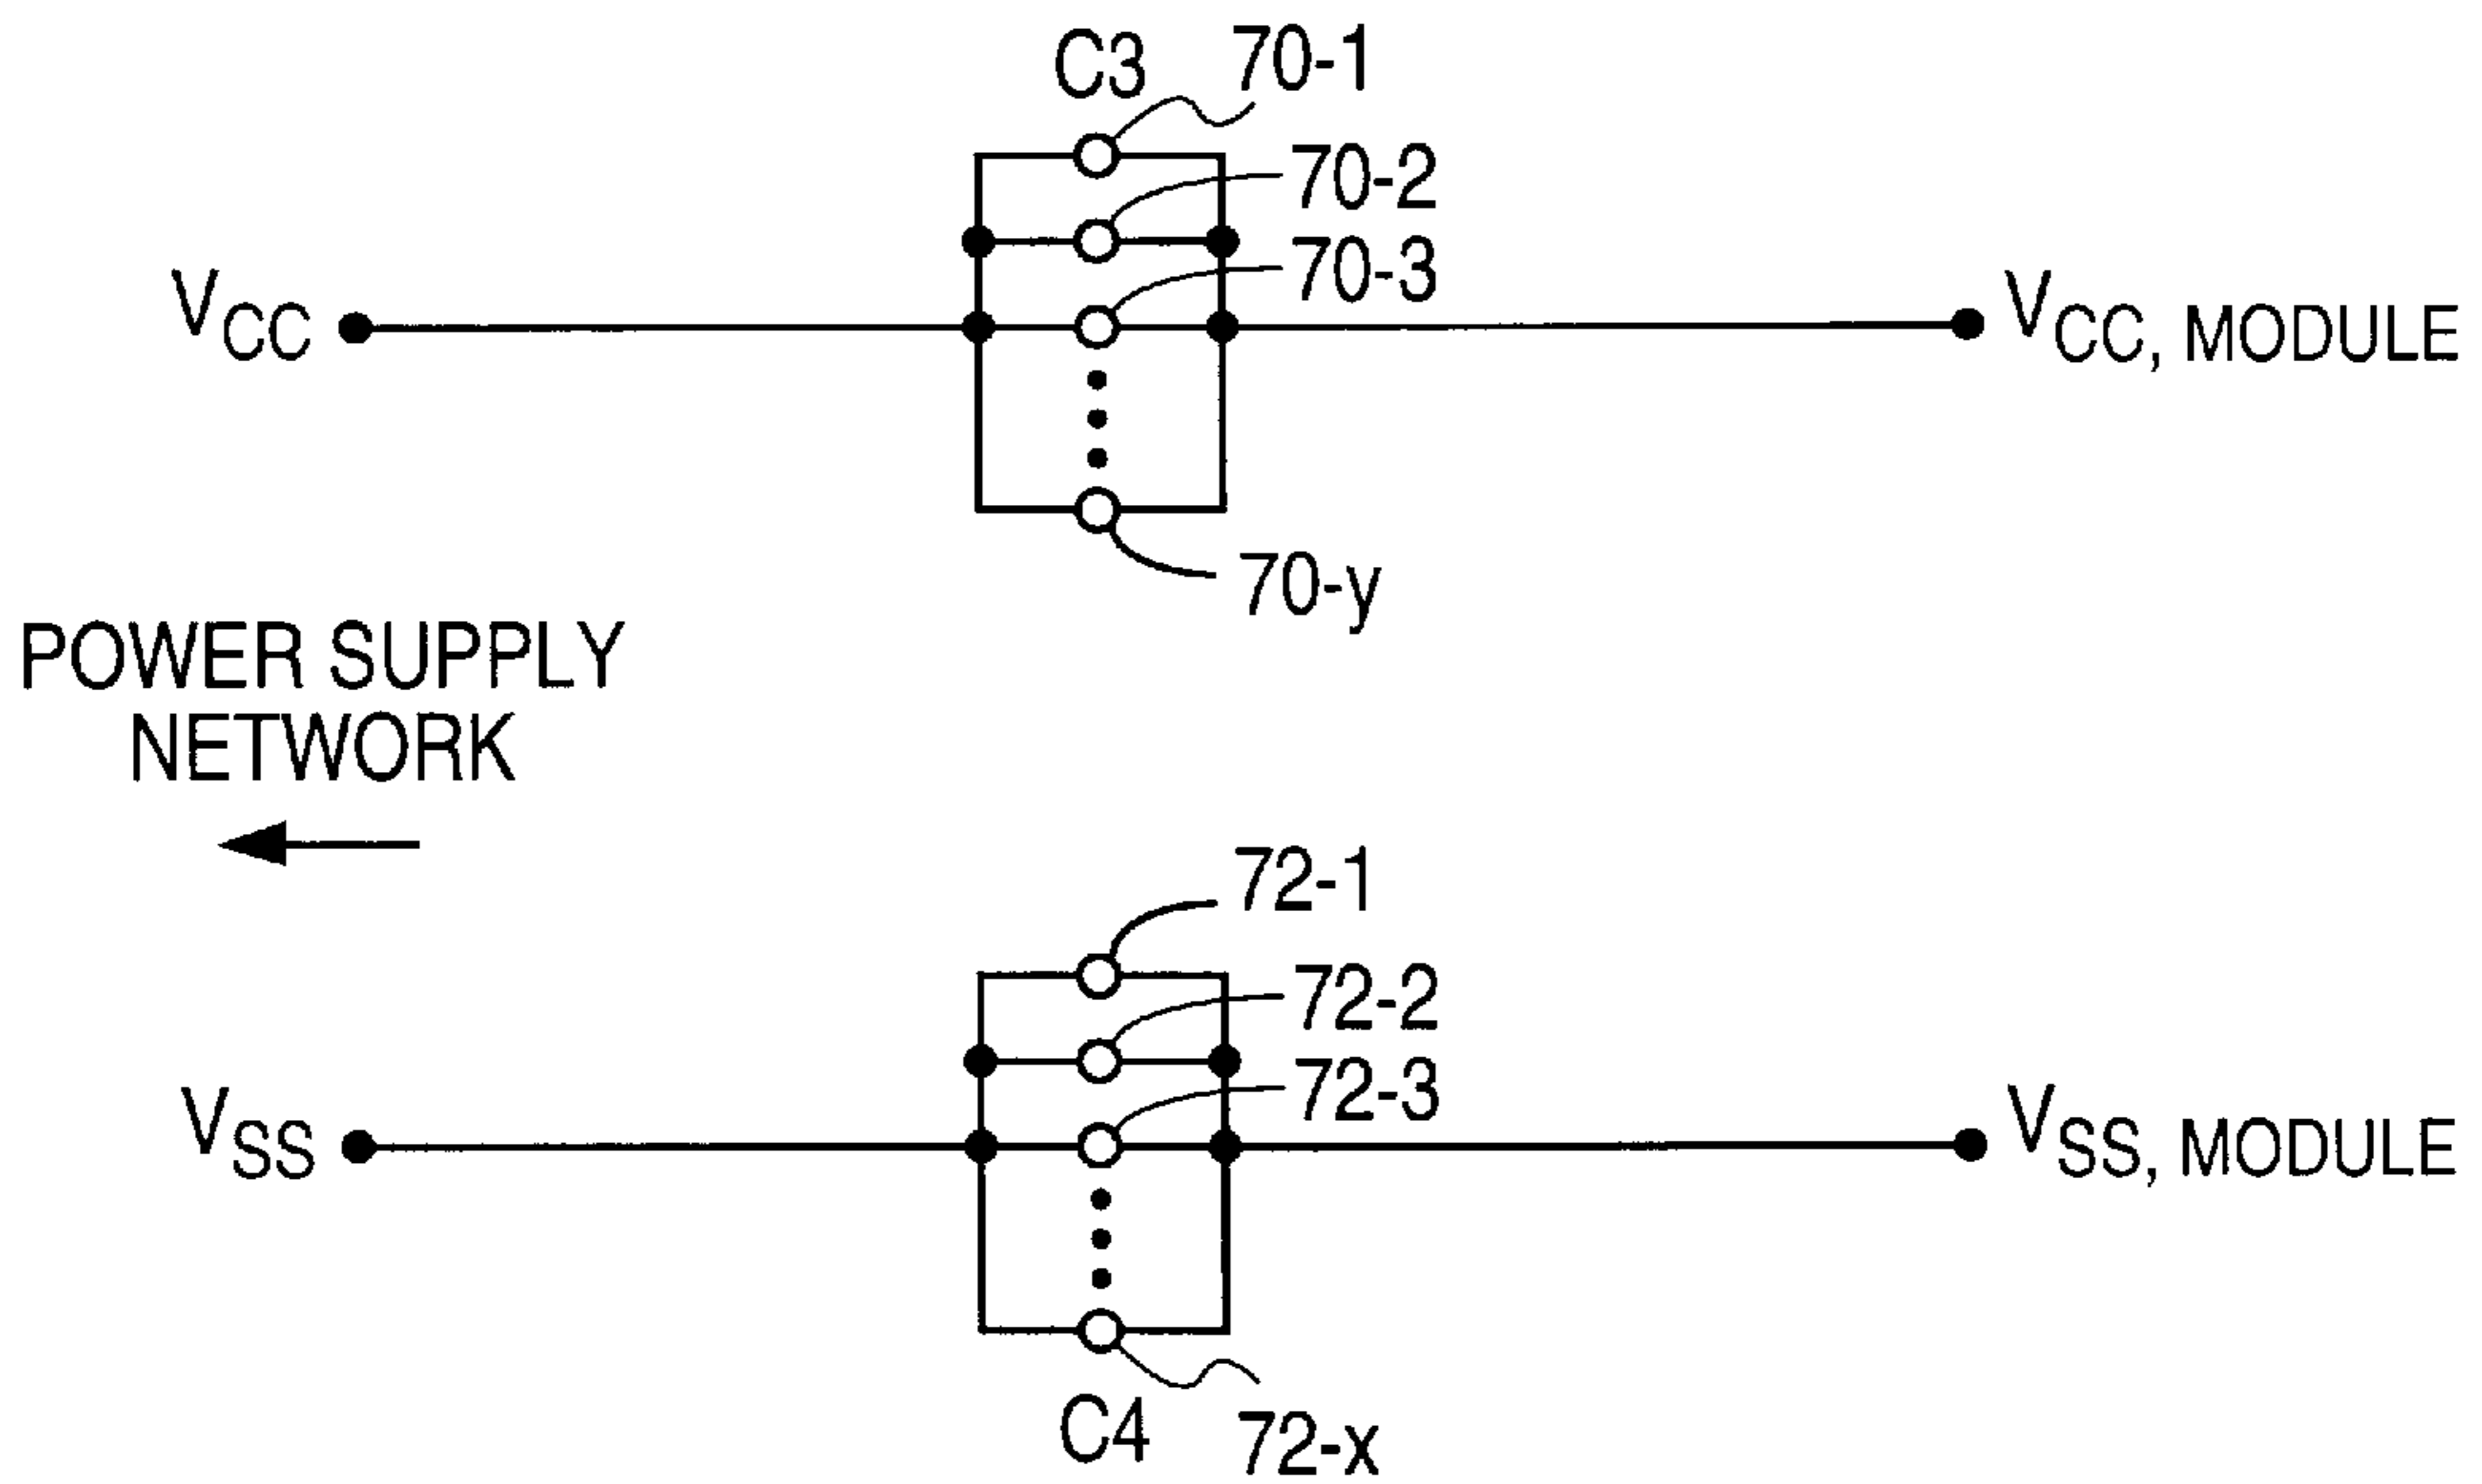 C3 70-1
70-2
70-3
VCC VCC, MODULE
70-y
POWER SUPPLY
NETWORK
72-1
72-2
72-3
VSS VSS, MODULE
C4 72-x